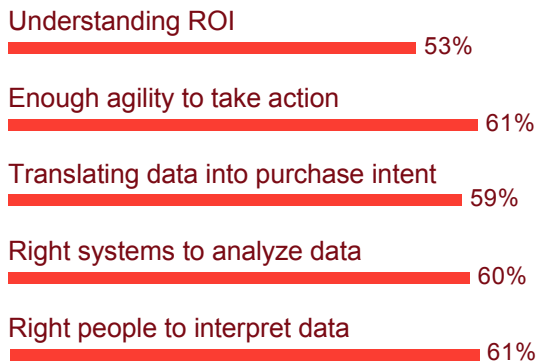 Understanding ROI
53%
Enough agility to take action
61%
Translating data into purchase intent
59%
Right systems to analyze data
60%
Right people to interpret data
61%